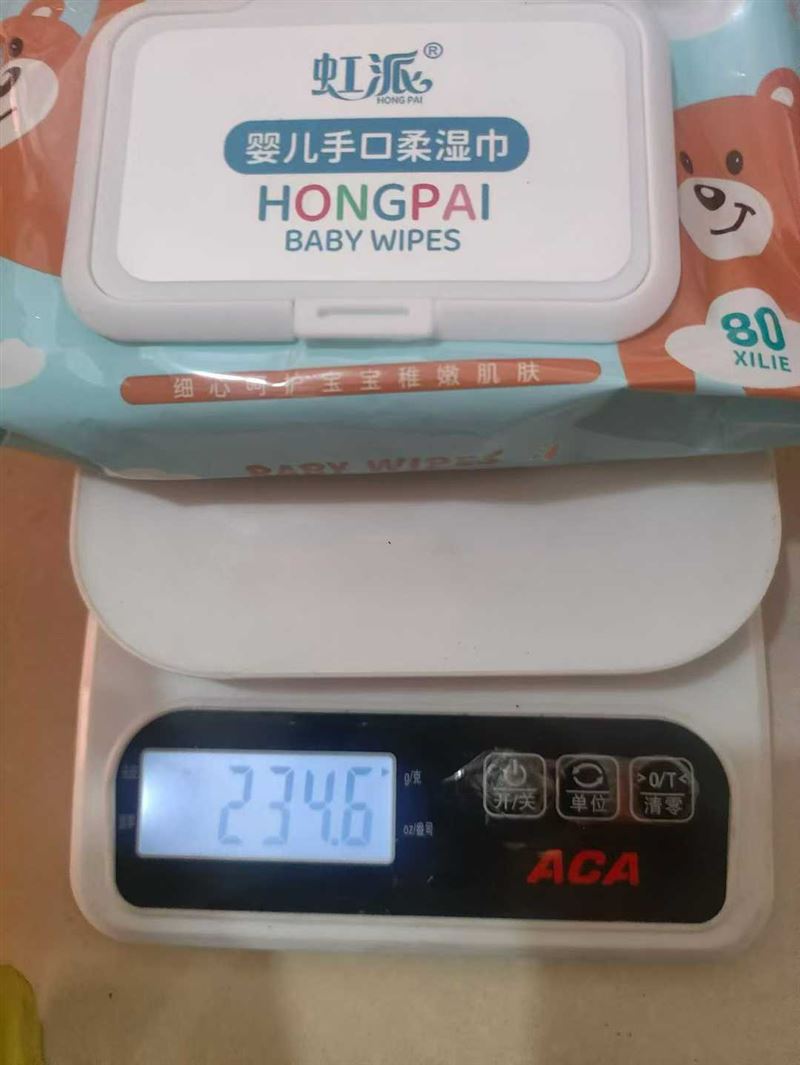 虹派®
HONG PAI
婴儿手口柔湿巾
HONGPAI
BABY WIPES
80
XILIE
细心呵护宝宝稚嫩肌肤
BABY WIPES
234.6
g/克
oz/盎司
开/关
单位
>0/T<
清零
ACA